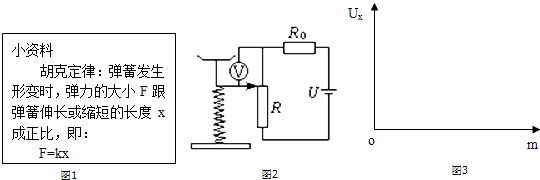 小资料
胡克定律：弹簧发生
形变时，弹力的大小 F 跟
弹簧伸长或缩短的长度 x
成正比，即：
F=kx
图1
R₀
V
R
U
图2
Uₓ
o
m
图3